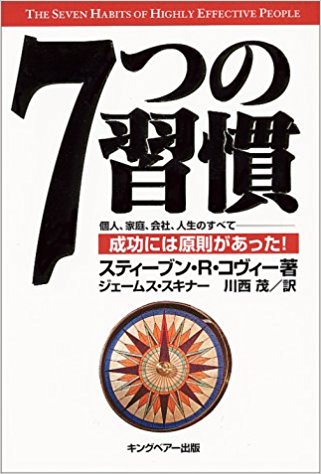 THE SEVEN HABITS OF HIGHLY EFFECTIVE PEOPLE
7つの
習慣
個人、家庭、会社、人生のすべて―
成功には原則があった!
スティーブン・R・コヴィー著
ジェームス・スキナー 川西 茂/訳
キングベアー出版